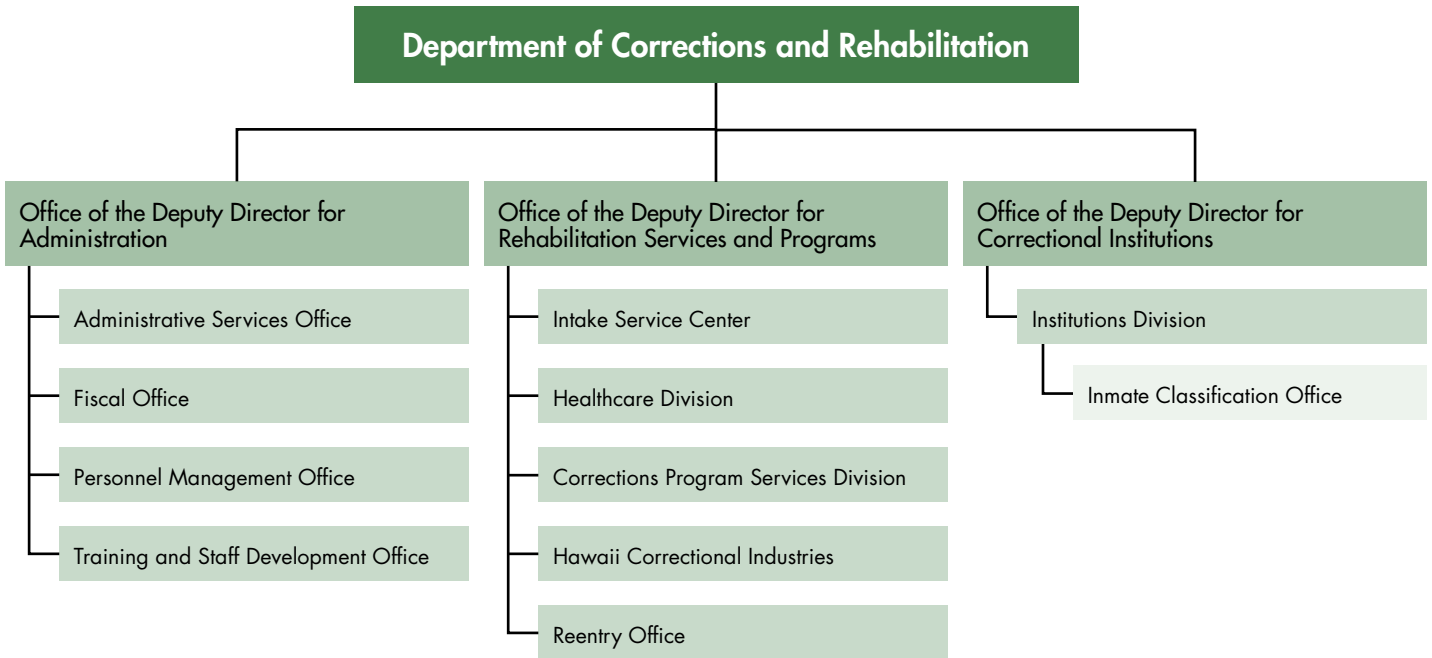 Department of Corrections and Rehabilitation
Office of the Deputy Director for
Administration
Administrative Services Office
Fiscal Office
Personnel Management Office
Training and Staff Development Office
Office of the Deputy Director for
Rehabilitation Services and Programs
Intake Service Center
Healthcare Division
Corrections Program Services Division
Hawaii Correctional Industries
Reentry Office
Office of the Deputy Director for
Correctional Institutions
Institutions Division
Inmate Classification Office